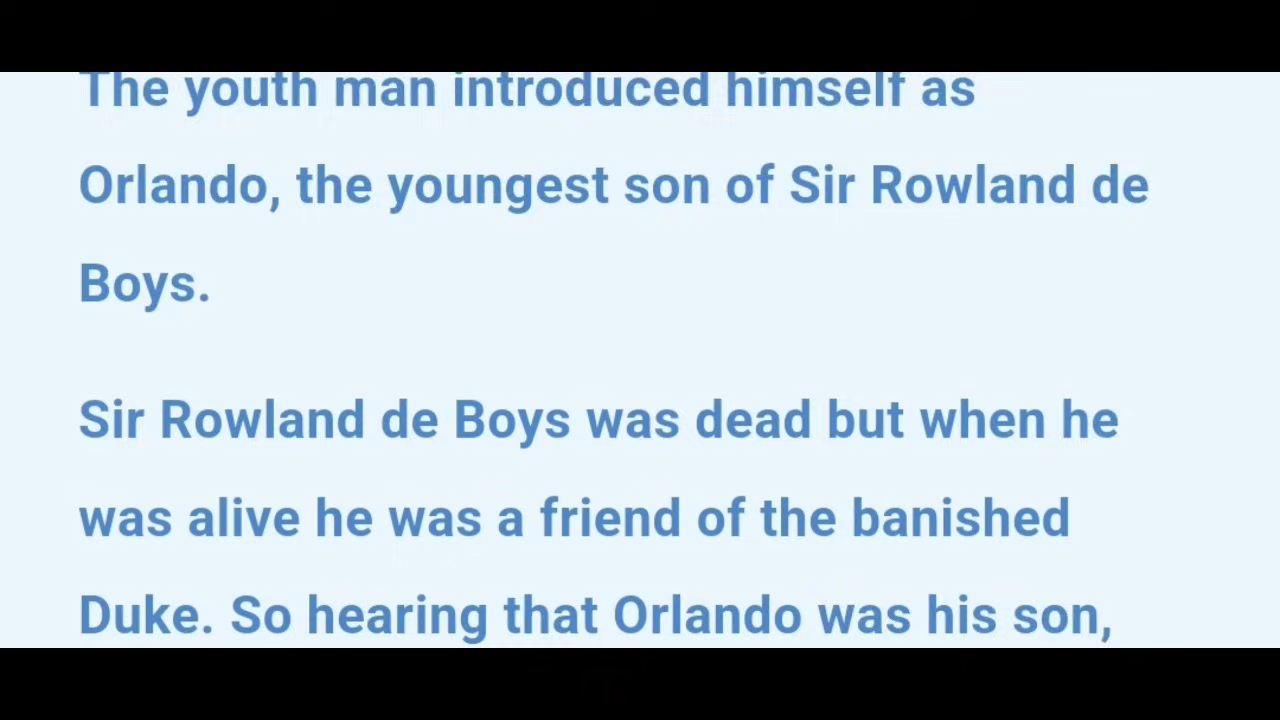 The youth man introduced himself as
Orlando, the youngest son of Sir Rowland de
Boys.
Sir Rowland de Boys was dead but when he
was alive he was a friend of the banished
Duke. So hearing that Orlando was his son,